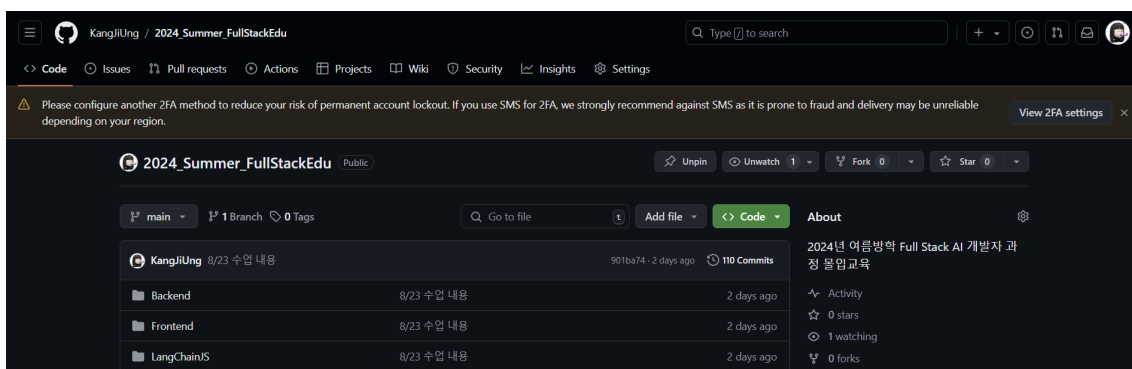 KangJiUng / 2024_Summer_FullStackEdu
Type / to search
Code Issues Pull requests Actions Projects Wiki Security Insights Settings
Please configure another 2FA method to reduce your risk of permanent account lockout. If you use SMS for 2FA, we strongly recommend against SMS as it is prone to fraud and delivery may be unreliable
depending on your region.
View 2FA settings
2024_Summer_FullStackEdu Public
Unpin Unwatch 1 Fork 0 Star 0
main 1 Branch 0 Tags
Go to file t
Add file
Code
KangJiUng 8/23 수업 내용 901ba74 · 2 days ago 110 Commits
Backend 8/23 수업 내용 2 days ago
Frontend 8/23 수업 내용 2 days ago
LangChainJS 8/23 수업 내용 2 days ago
About
2024년 여름방학 Full Stack AI 개발자 과
정 몰입교육
Activity
0 stars
1 watching
0 forks